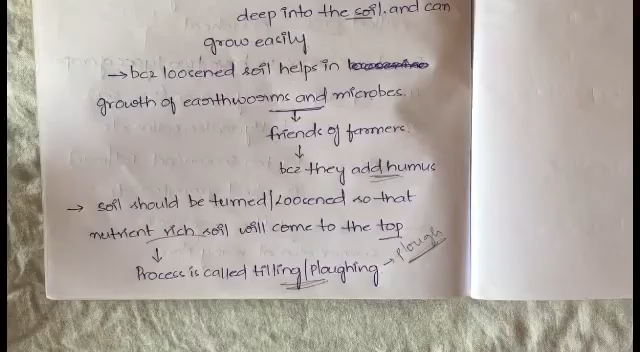 deep into the soil. and can
grow easily
→ bcz loosened soil helps in
growth of earthworms and microbes.
↓
friends of farmers.
↓
bcz they add humus
→ soil should be turned/loosened so that
nutrient rich soil will come to the top
↓
Process is called tilling/ploughing → plough